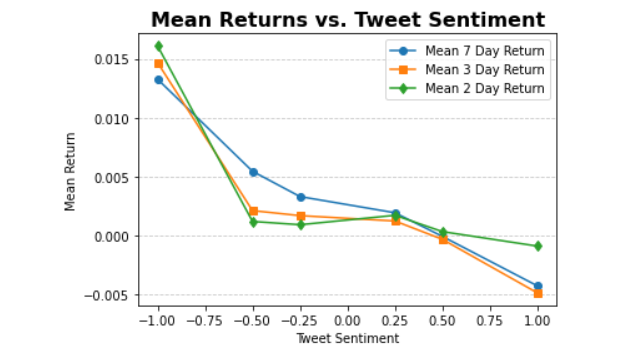 Mean Returns vs. Tweet Sentiment
Mean 7 Day Return
Mean 3 Day Return
Mean 2 Day Return
Mean Return
0.015
0.010
0.005
0.000
−0.005
−1.00 −0.75 −0.50 −0.25 0.00 0.25 0.50 0.75 1.00
Tweet Sentiment